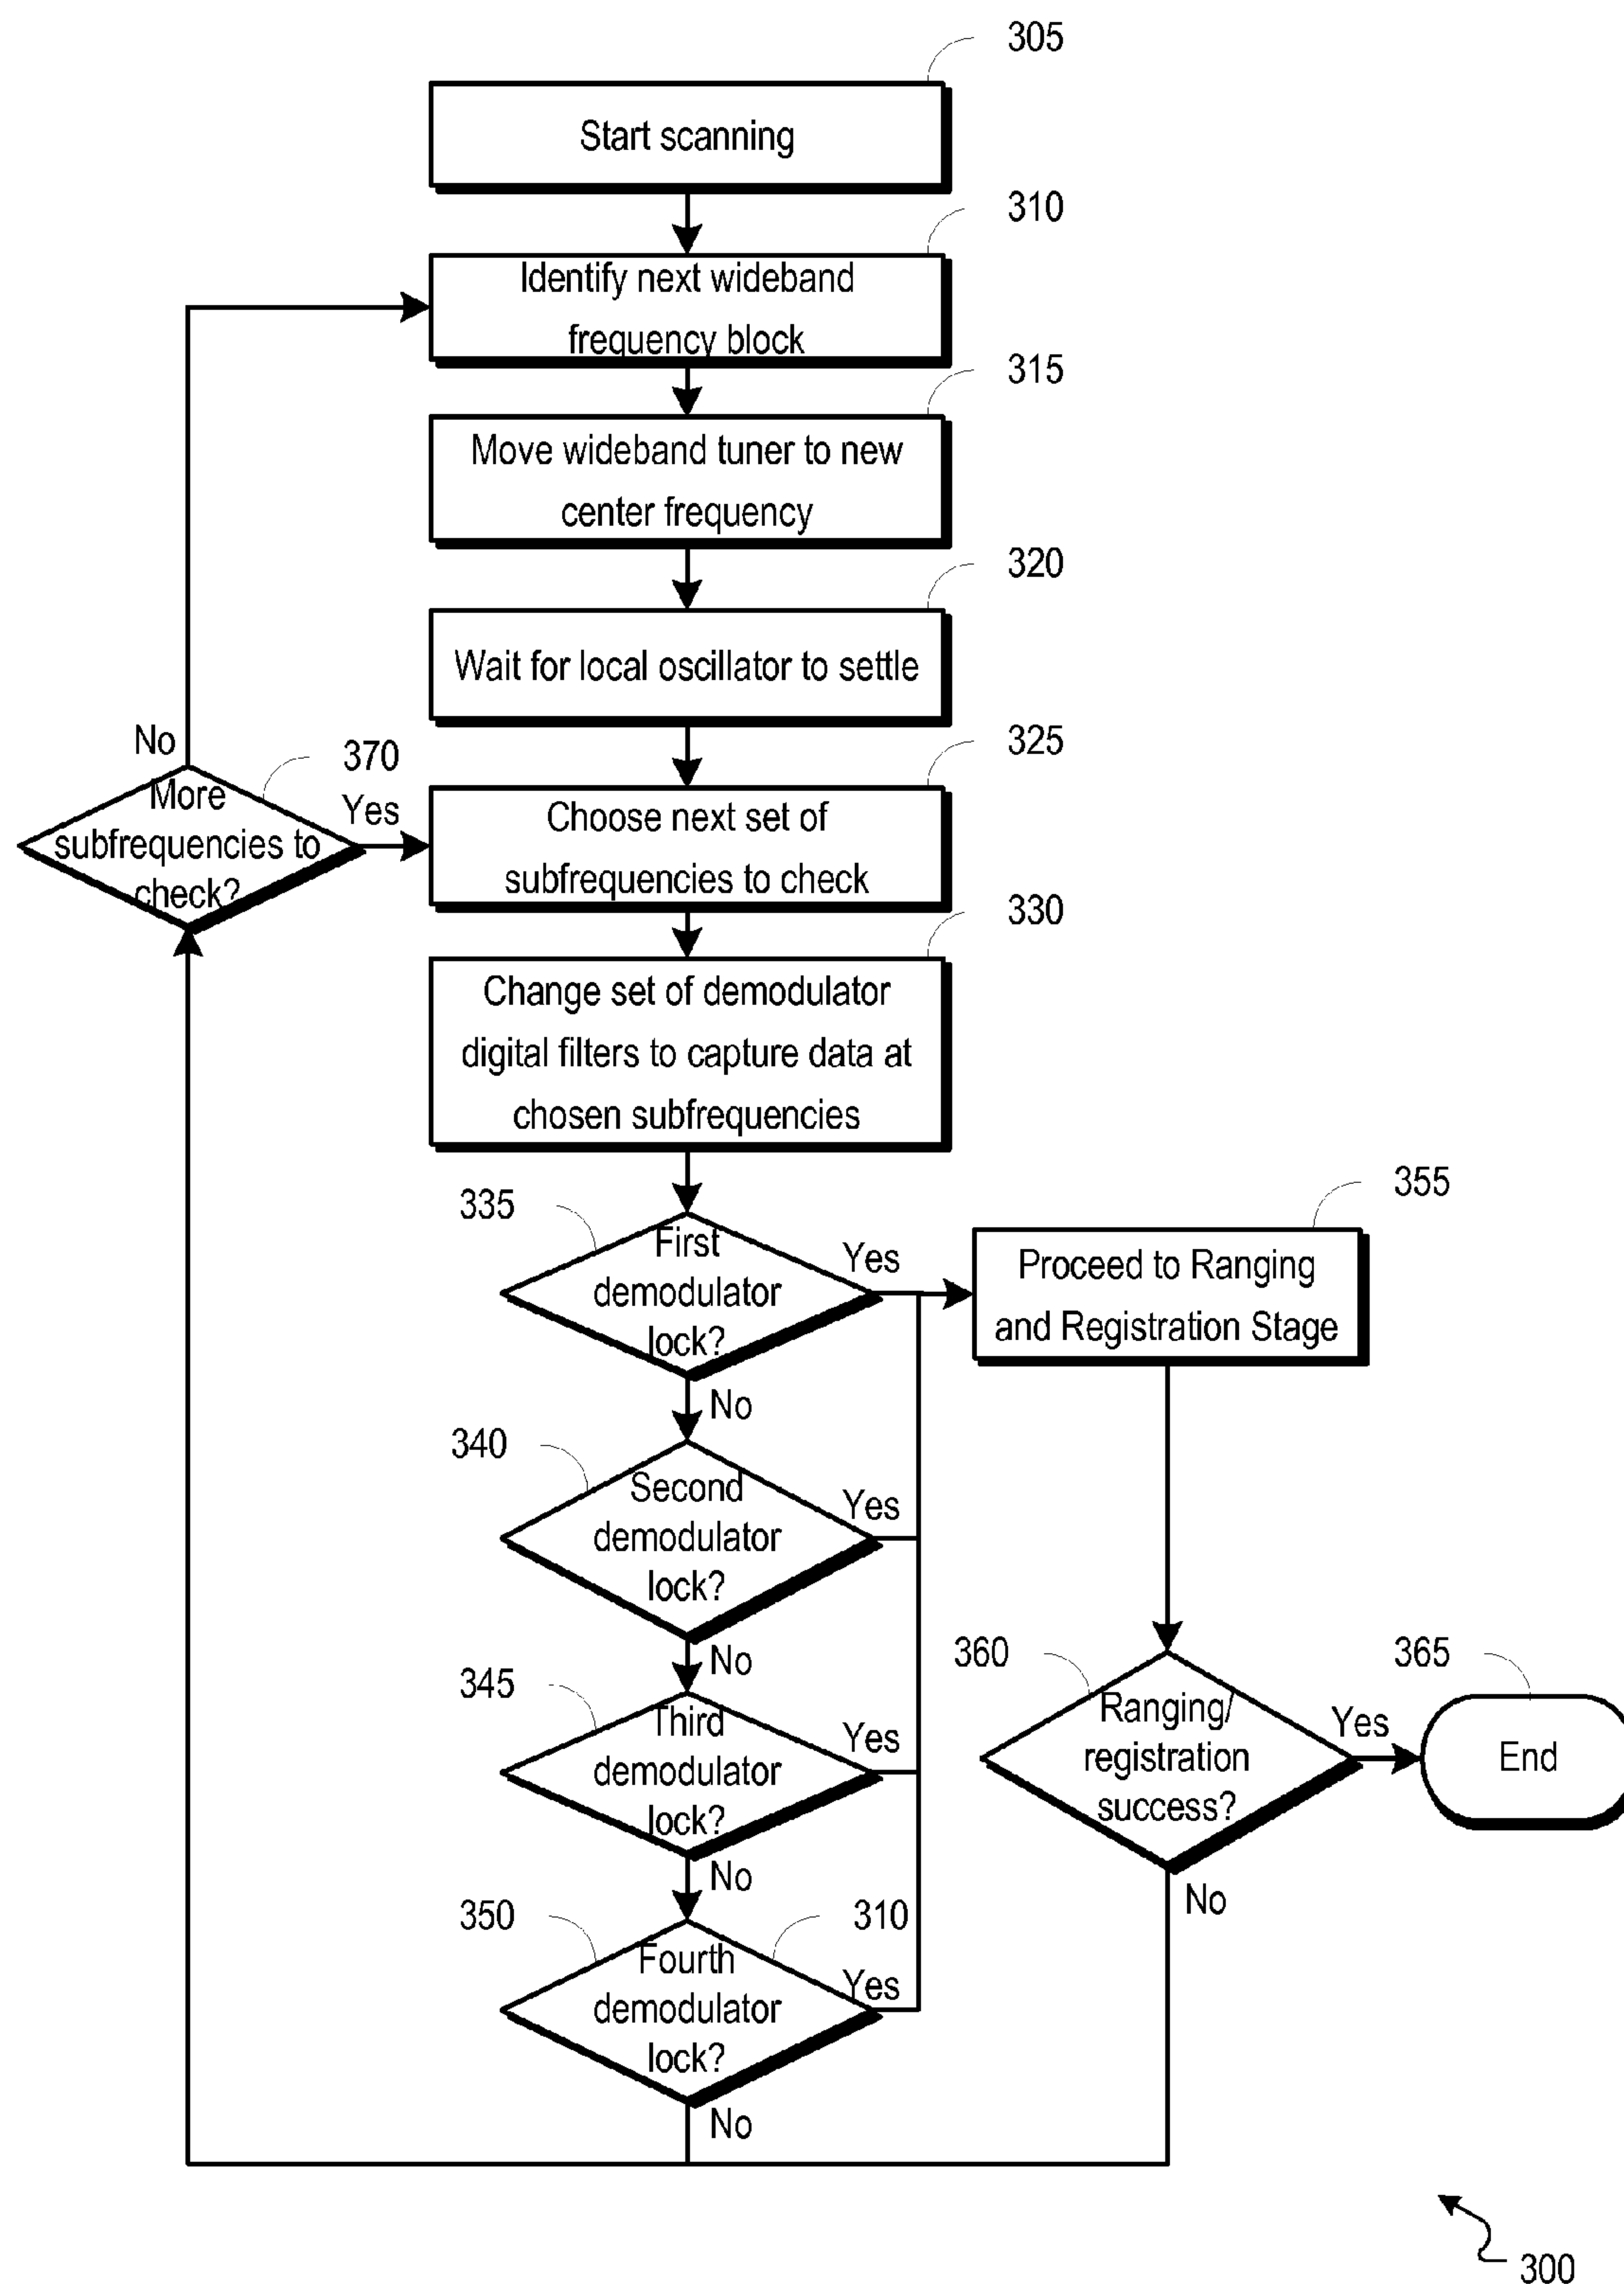 305
Start scanning
310
Identify next wideband
frequency block
315
Move wideband tuner to new
center frequency
320
Wait for local oscillator to settle
325
Choose next set of
subfrequencies to check
No
370
More
subfrequencies to
check?
Yes
330
Change set of demodulator
digital filters to capture data at
chosen subfrequencies
335
First
demodulator
lock?
Yes
No
355
Proceed to Ranging
and Registration Stage
340
Second
demodulator
lock?
Yes
No
345
Third
demodulator
lock?
Yes
No
350
310
Fourth
demodulator
lock?
Yes
No
360
Ranging/
registration
success?
Yes
No
365
End
300